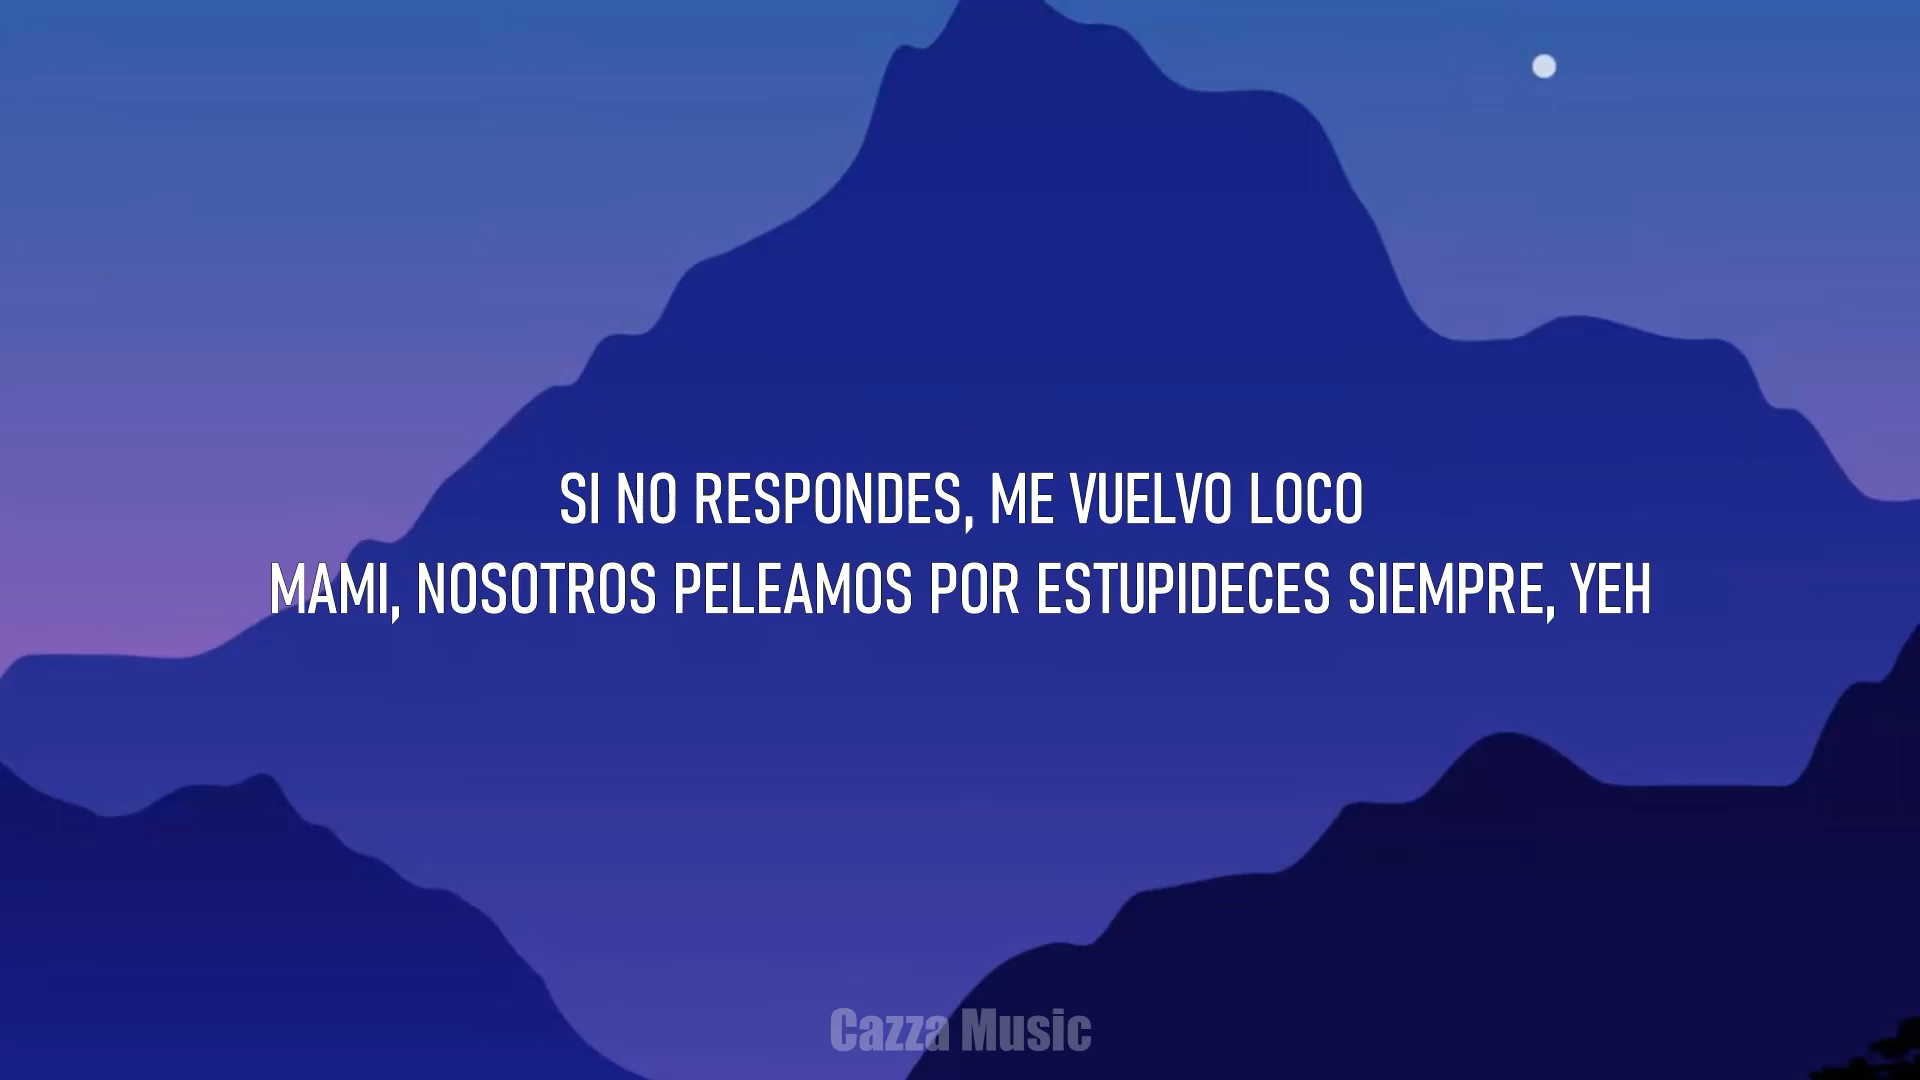 SI NO RESPONDES, ME VUELVO LOCO
MAMI, NOSOTROS PELEAMOS POR ESTUPIDECES SIEMPRE, YEH
Cazza Music